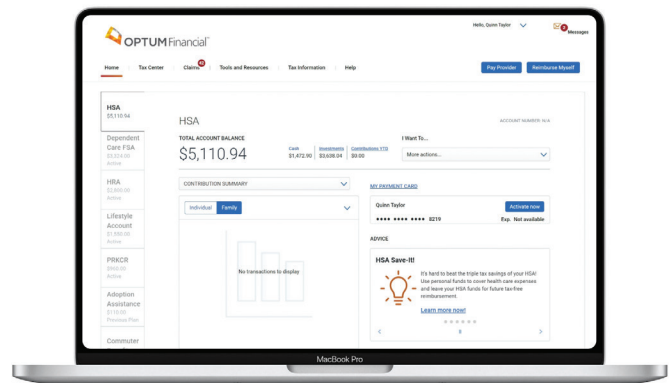 OPTUM Financial
Hello, Quinn Taylor
Messages
Home
Tax Center
Claims
Tools and Resources
Tax Information
Help
Pay Provider
Reimburse Myself
HSA
$5,110.94
Dependent
Care FSA
Active
HRA
Active
Lifestyle
Account
Active
PRKCR
Active
Adoption
Assistance
Previous Plan
Commuter
HSA
ACCOUNT NUMBER: N/A
TOTAL ACCOUNT BALANCE
$5,110.94
Cash
$1,472.90
Investments
$3,638.04
Contributions YTD
$0.00
I Want To...
More actions...
CONTRIBUTION SUMMARY
Individual
Family
No transactions to display
MY PAYMENT CARD
Quinn Taylor
Activate now
•••• •••• •••• 8219
Exp. Not available
ADVICE
HSA Save-It!
It's hard to beat the triple tax savings of your HSA!
Use personal funds to cover health care expenses
and leave your HSA funds for future tax-free
reimbursement.
Learn more now!
MacBook Pro